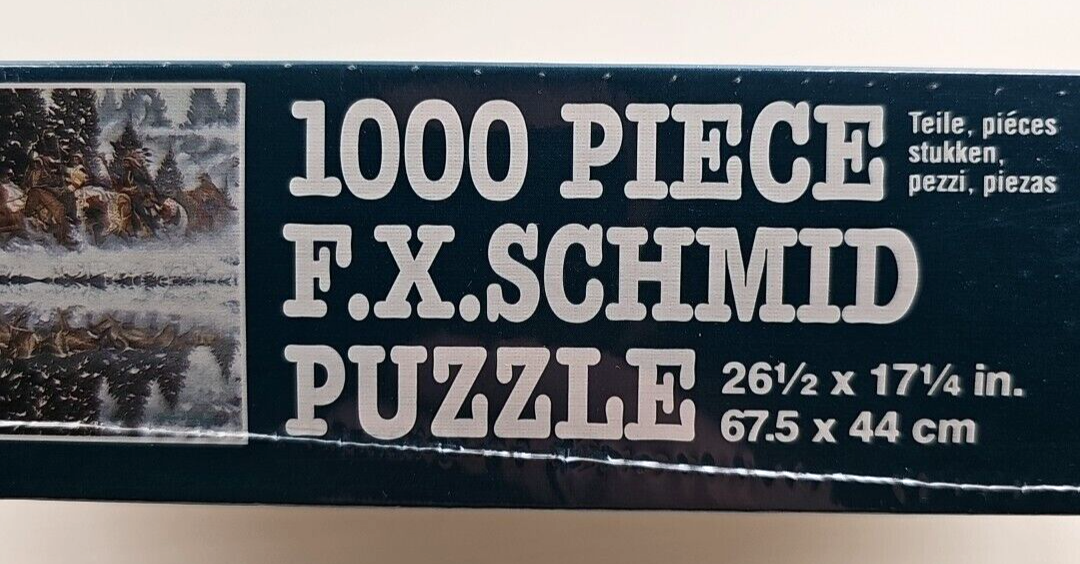 1000 PIECE
Teile, piéces
stukken,
pezzi, piezas
F.X.SCHMID
PUZZLE
26½ x 17¼ in.
67.5 x 44 cm